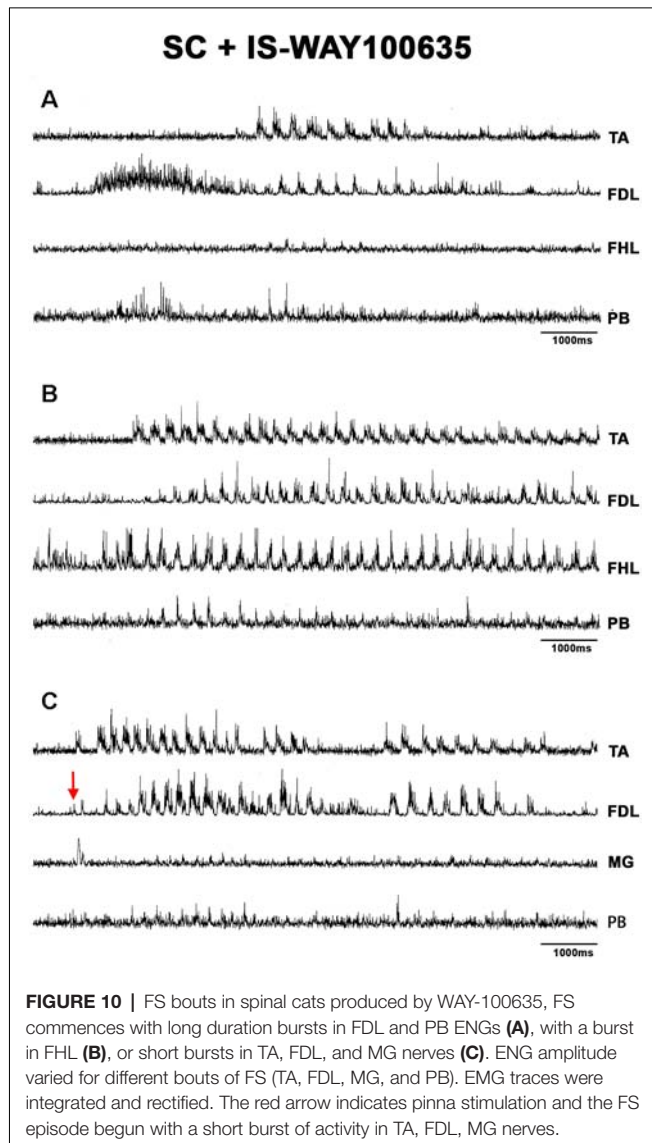 SC + IS-WAY100635
A
TA
FDL
FHL
PB
1000ms
B
TA
FDL
FHL
PB
1000ms
C
TA
FDL
MG
PB
1000ms
FIGURE 10 | FS bouts in spinal cats produced by WAY-100635, FS
commences with long duration bursts in FDL and PB ENGs (A), with a burst
in FHL (B), or short bursts in TA, FDL, and MG nerves (C). ENG amplitude
varied for different bouts of FS (TA, FDL, MG, and PB). EMG traces were
integrated and rectified. The red arrow indicates pinna stimulation and the FS
episode begun with a short burst of activity in TA, FDL, MG nerves.